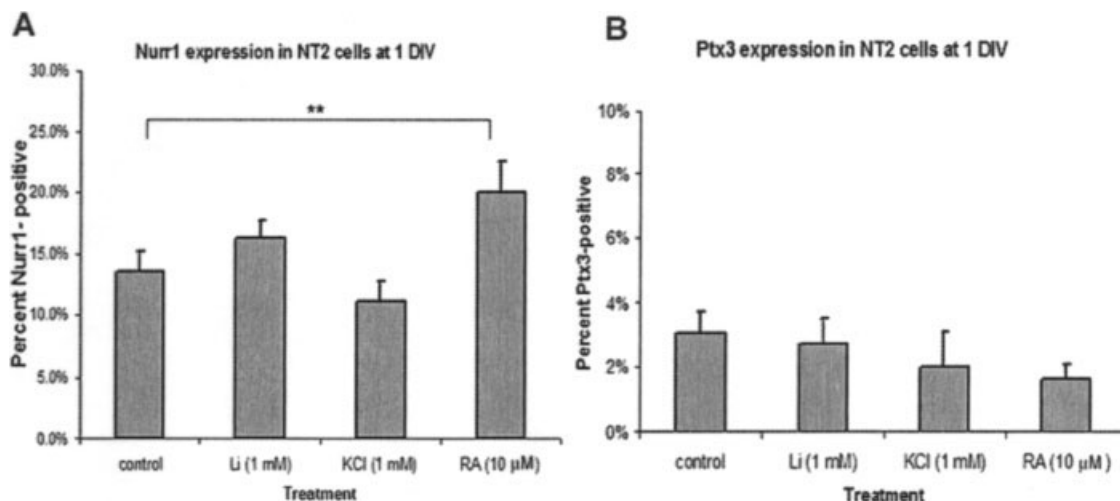 A
Nurr1 expression in NT2 cells at 1 DIV
Percent Nurr1- positive
30.0%
25.0%
20.0%
15.0%
10.0%
5.0%
0.0%
**
control
Li (1 mM)
KCl (1 mM)
RA (10 µM)
Treatment
B
Ptx3 expression in NT2 cells at 1 DIV
Percent Ptx3-positive
10%
8%
6%
4%
2%
0%
control
Li (1 mM)
KCl (1 mM)
RA (10 µM)
Treatment